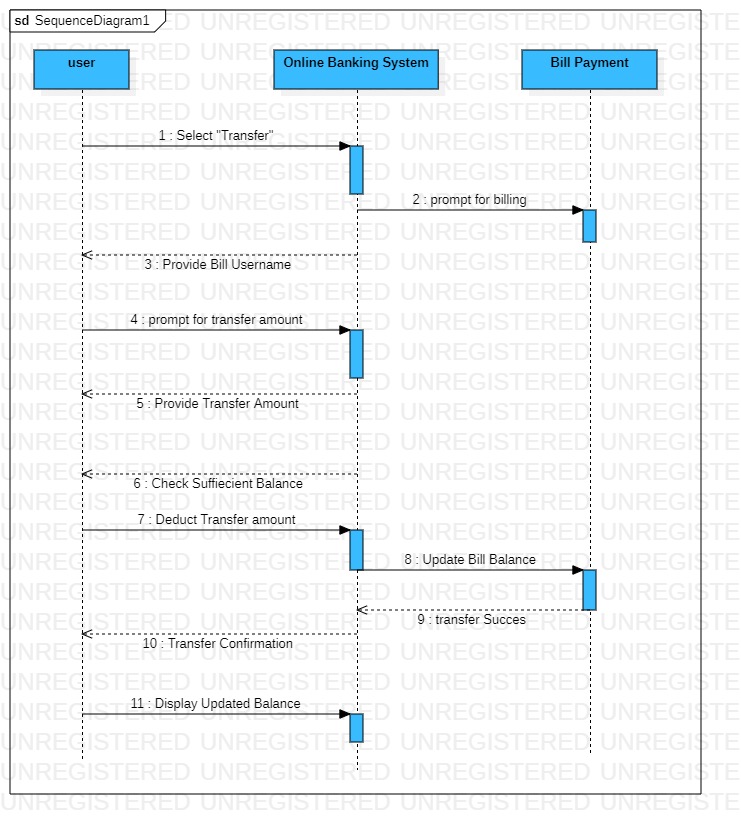 sd SequenceDiagram1
user
Online Banking System
Bill Payment
1 : Select "Transfer"
2 : prompt for billing
3 : Provide Bill Username
4 : prompt for transfer amount
5 : Provide Transfer Amount
6 : Check Suffiecient Balance
7 : Deduct Transfer amount
8 : Update Bill Balance
9 : transfer Succes
10 : Transfer Confirmation
11 : Display Updated Balance
UNREGISTERED UNREGISTERED UNREGISTERED UNREGISTE